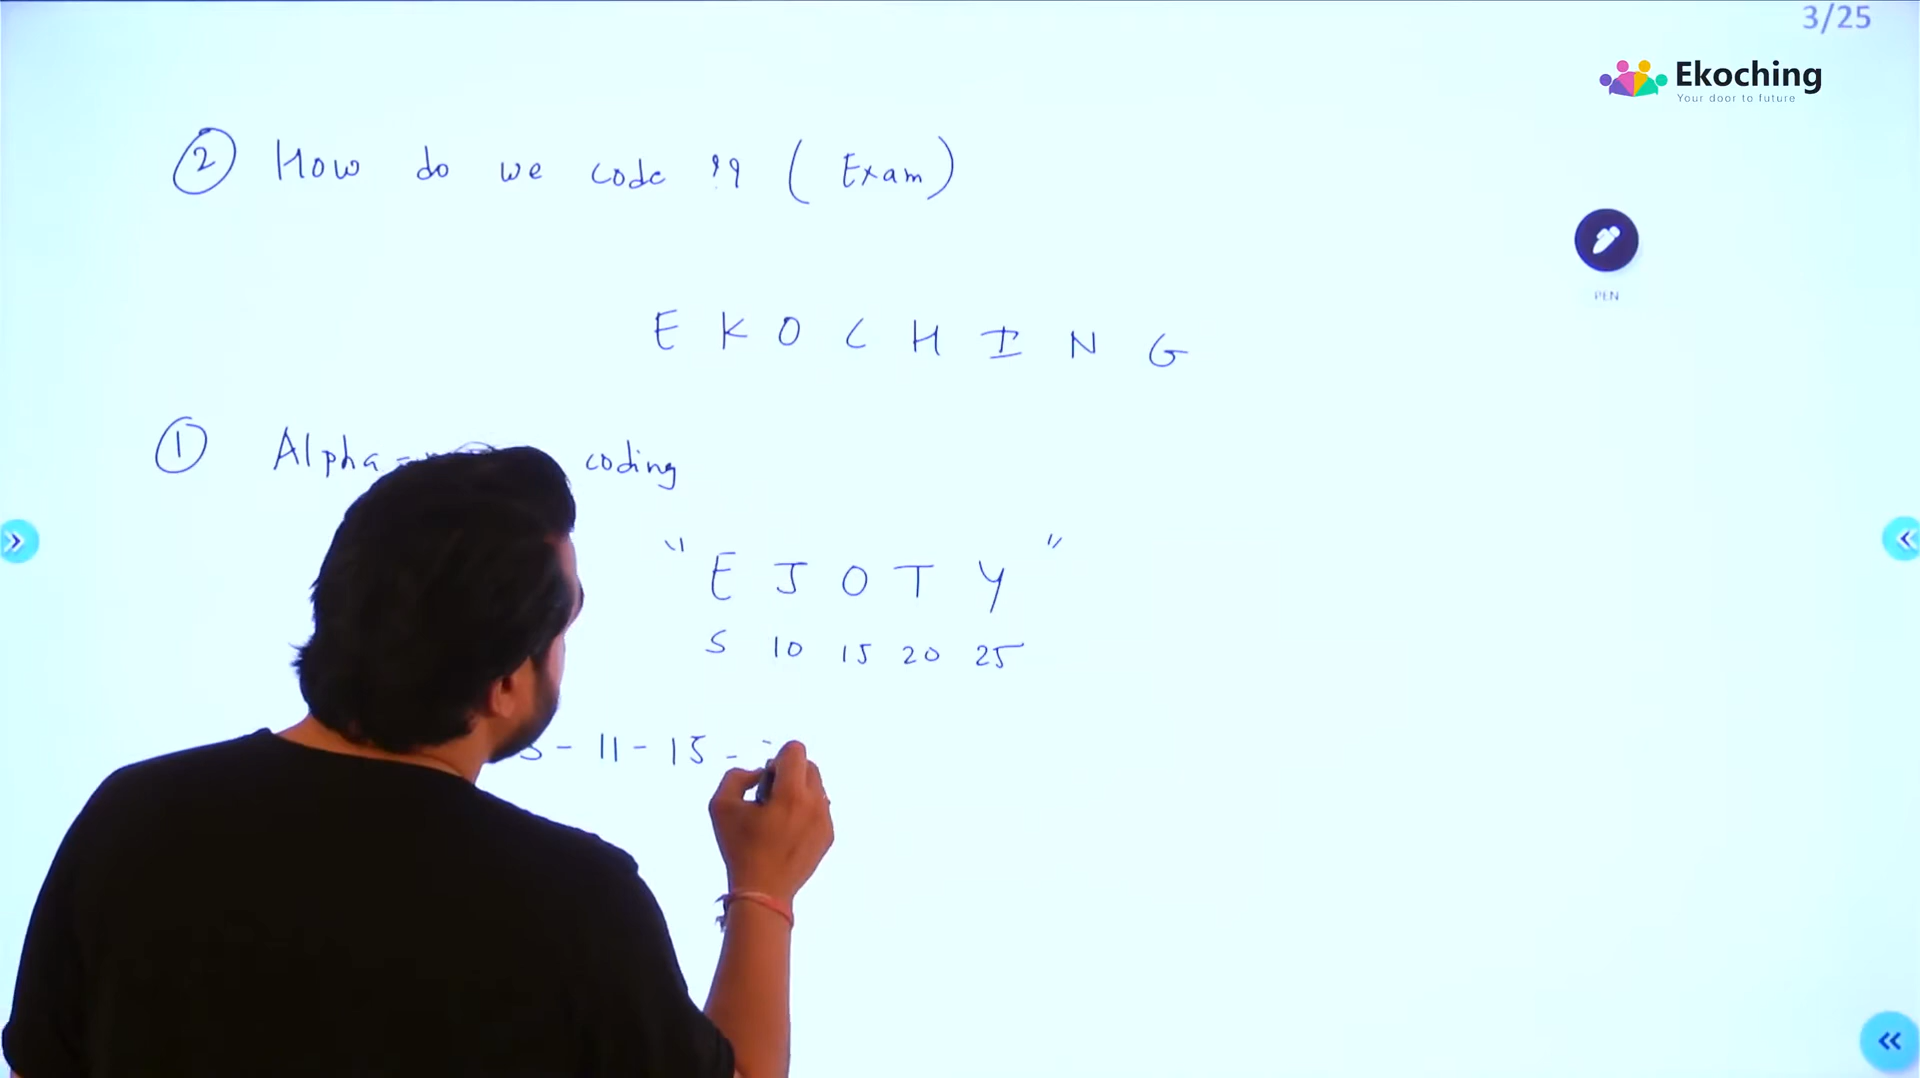 3/25
Ekoching
Your door to future
② How do we code !? (Exam)
PEN
E K O C H I N G
① Alpha- coding
"E J O T Y"
5 10 15 20 25
5 - 11 - 15 -